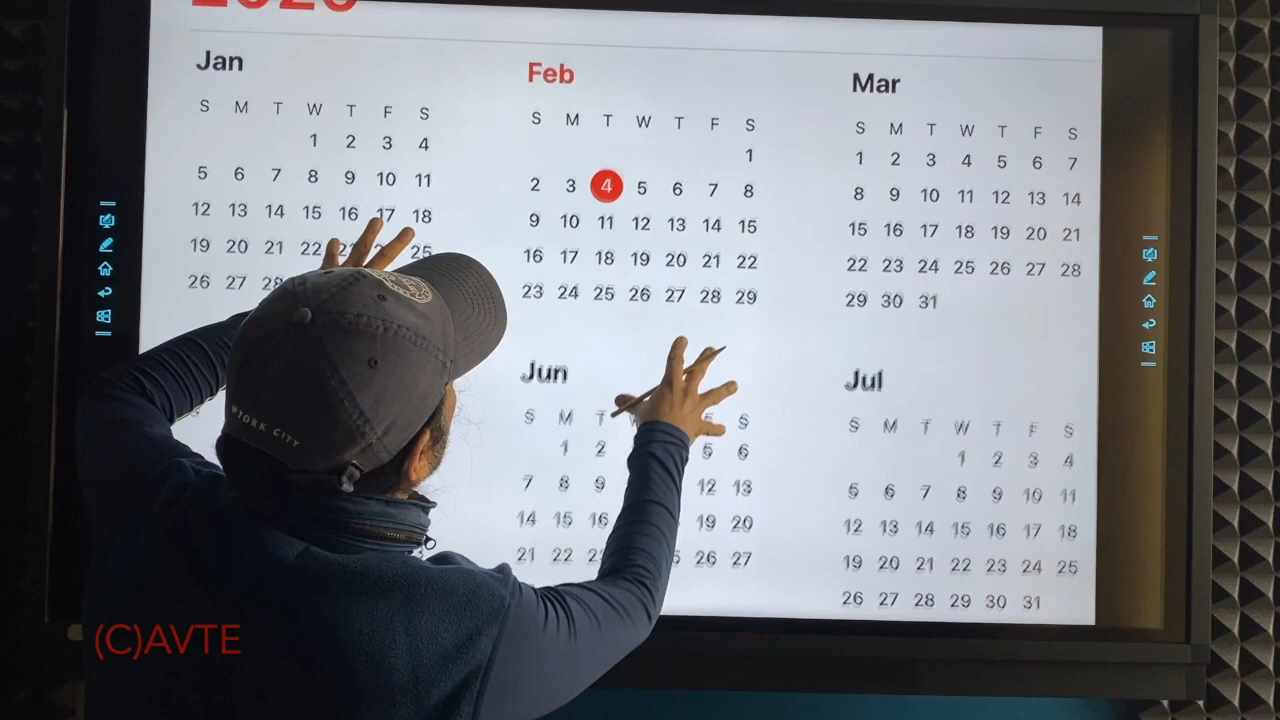 2020
Jan
S M T W T F S
1 2 3 4
5 6 7 8 9 10 11
12 13 14 15 16 17 18
19 20 21 22 25
26 27 28
Feb
S M T W T F S
1
2 3 4 5 6 7 8
9 10 11 12 13 14 15
16 17 18 19 20 21 22
23 24 25 26 27 28 29
Mar
S M T W T F S
1 2 3 4 5 6 7
8 9 10 11 12 13 14
15 16 17 18 19 20 21
22 23 24 25 26 27 28
29 30 31
Jun
S M T S
1 2 5 6
7 8 9 12 13
14 15 16 19 20
21 22 26 27
Jul
S M T W T F S
1 2 3 4
5 6 7 8 9 10 11
12 13 14 15 16 17 18
19 20 21 22 23 24 25
26 27 28 29 30 31
CITY
(C)AVTE